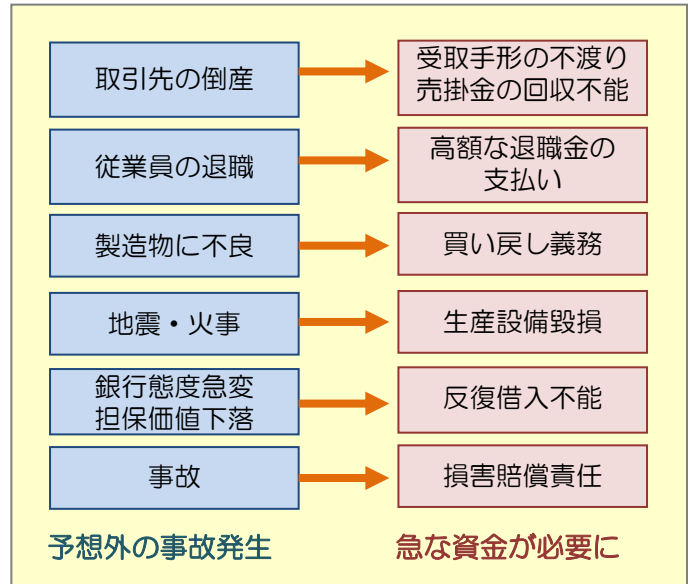 取引先の倒産
受取手形の不渡り
売掛金の回収不能
従業員の退職
高額な退職金の
支払い
製造物に不良
買い戻し義務
地震・火事
生産設備毀損
銀行態度急変
担保価値下落
反復借入不能
事故
損害賠償責任
予想外の事故発生
急な資金が必要に